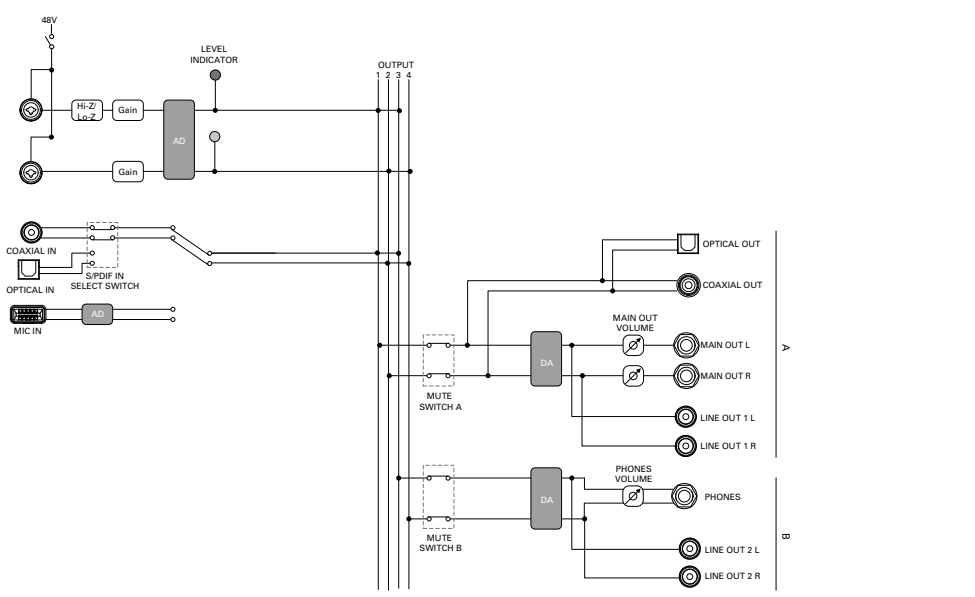 48V
LEVEL
INDICATOR
OUTPUT
1 2 3 4
Hi-Z/
Lo-Z
Gain
AD
Gain
COAXIAL IN
OPTICAL IN
S/PDIF IN
SELECT SWITCH
MIC IN
AD
OPTICAL OUT
COAXIAL OUT
MAIN OUT
VOLUME
MAIN OUT L
DA
MAIN OUT R
MUTE
SWITCH A
LINE OUT 1 L
LINE OUT 1 R
A
PHONES
VOLUME
PHONES
DA
MUTE
SWITCH B
LINE OUT 2 L
LINE OUT 2 R
B